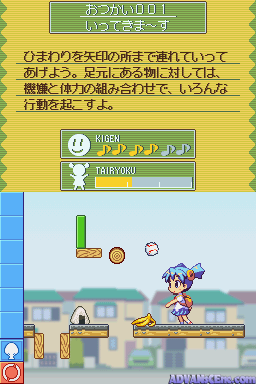 おつかい001
いってきま～す
ひまわりを矢印の所まで連れていって
あげよう。足元にある物に対しては、
機嫌と体力の組み合わせで、いろんな
行動を起こすよ。
KIGEN
TAIRYOKU
ADVANSCENE.com